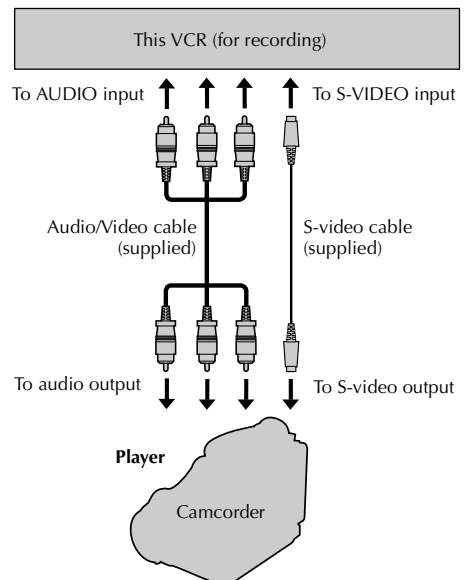 This VCR (for recording)
To AUDIO input
To S-VIDEO input
Audio/Video cable
(supplied)
S-video cable
(supplied)
To audio output
To S-video output
Player
Camcorder